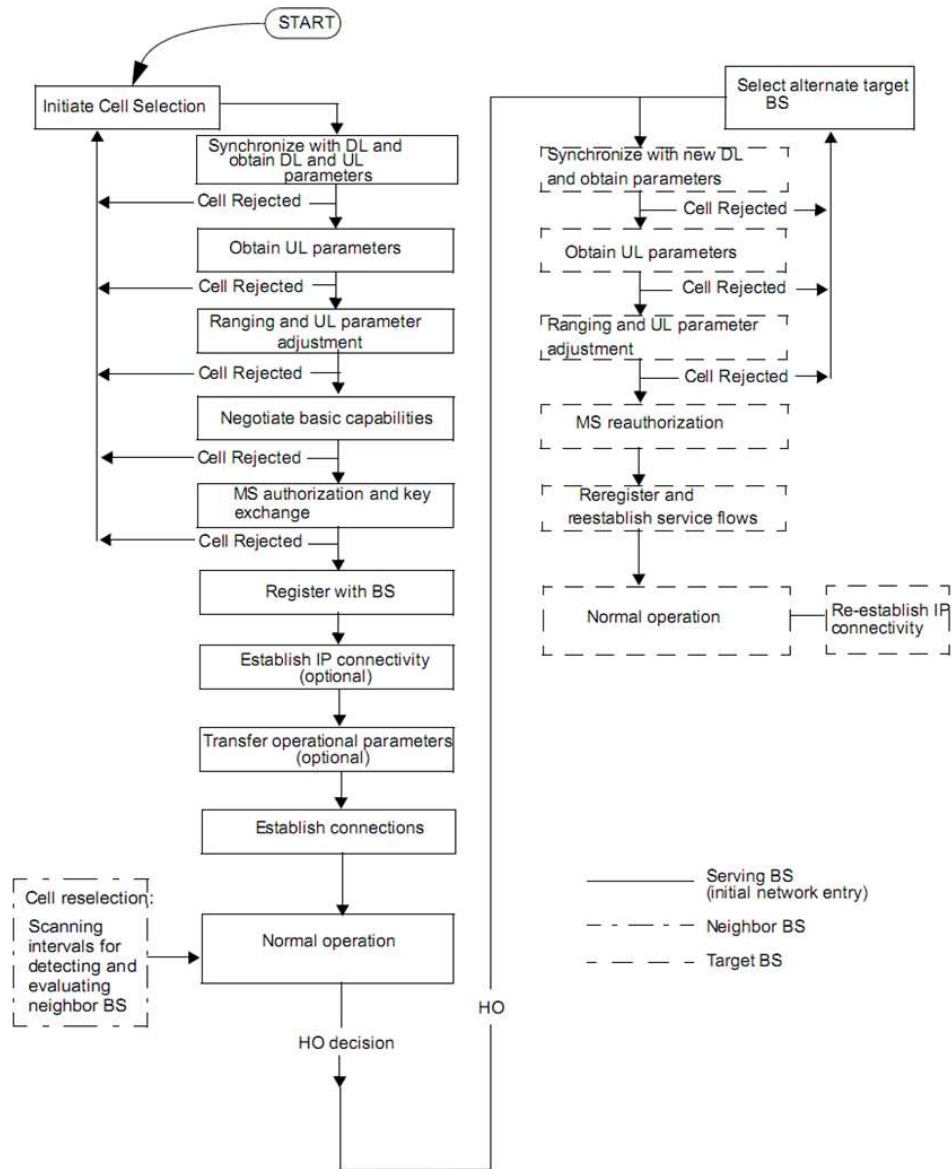 START
Initiate Cell Selection
Synchronize with DL and
obtain DL and UL
parameters
Cell Rejected
Obtain UL parameters
Cell Rejected
Ranging and UL parameter
adjustment
Cell Rejected
Negotiate basic capabilities
Cell Rejected
MS authorization and key
exchange
Cell Rejected
Register with BS
Establish IP connectivity
(optional)
Transfer operational parameters
(optional)
Establish connections
Cell reselection:
Scanning
intervals for
detecting and
evaluating
neighbor BS
Normal operation
HO decision
HO
Select alternate target
BS
Synchronize with new DL
and obtain parameters
Cell Rejected
Obtain UL parameters
Cell Rejected
Ranging and UL parameter
adjustment
Cell Rejected
MS reauthorization
Reregister and
reestablish service flows
Normal operation
Re-establish IP
connectivity
Serving BS
(initial network entry)
Neighbor BS
Target BS